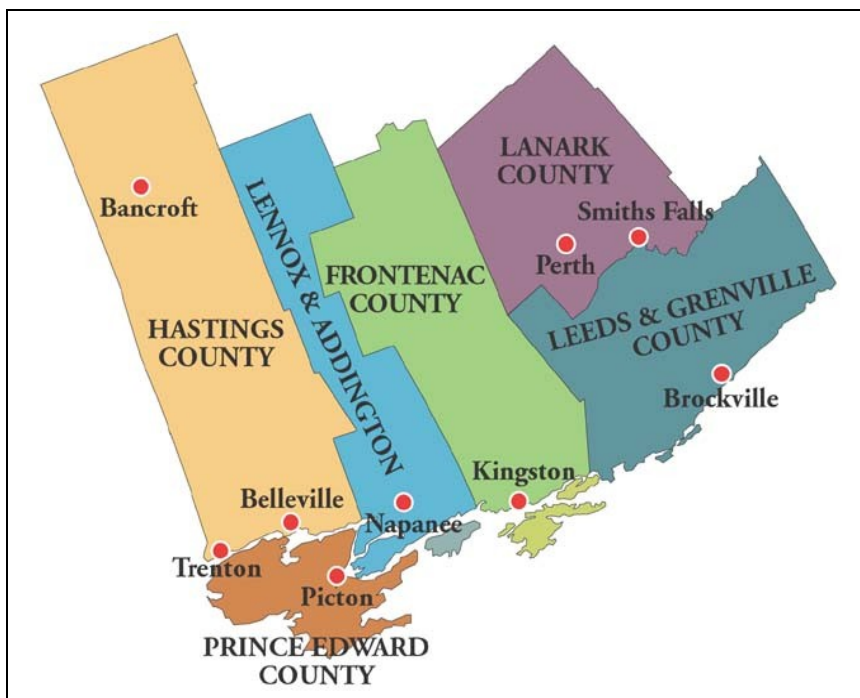 LANARK
COUNTY
Bancroft
Smiths Falls
Perth
LENNOX & ADDINGTON
FRONTENAC
COUNTY
HASTINGS
COUNTY
LEEDS & GRENVILLE
COUNTY
Brockville
Kingston
Belleville
Napanee
Trenton
Picton
PRINCE EDWARD
COUNTY